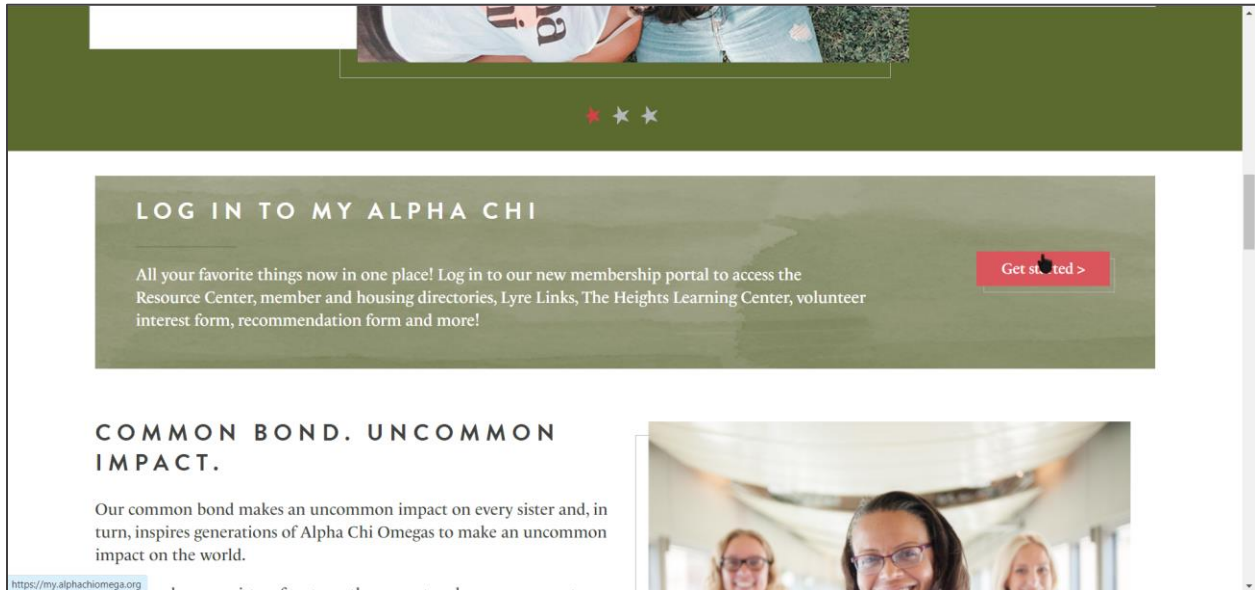 LOG IN TO MY ALPHA CHI
All your favorite things now in one place! Log in to our new membership portal to access the
Resource Center, member and housing directories, Lyre Links, The Heights Learning Center, volunteer
interest form, recommendation form and more!
Get started >
COMMON BOND. UNCOMMON
IMPACT.
Our common bond makes an uncommon impact on every sister and, in
turn, inspires generations of Alpha Chi Omegas to make an uncommon
impact on the world.
https://my.alphachiomega.org